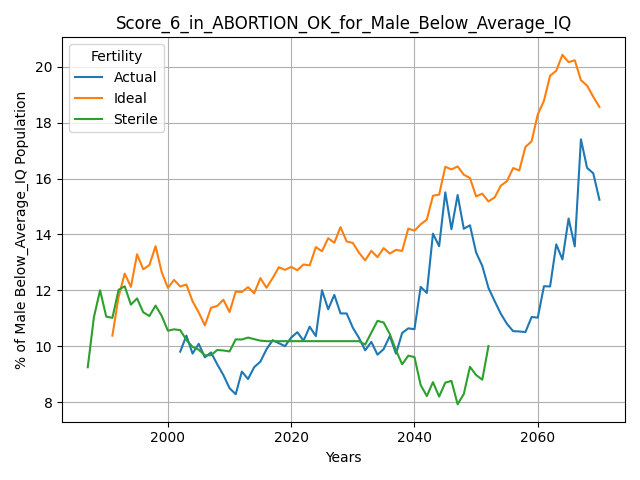 Score_6_in_ABORTION_OK_for_Male_Below_Average_IQ
% of Male Below_Average_IQ Population
Fertility
Actual
Ideal
Sterile
20
18
16
14
12
10
8
2000
2020
2040
2060
Years